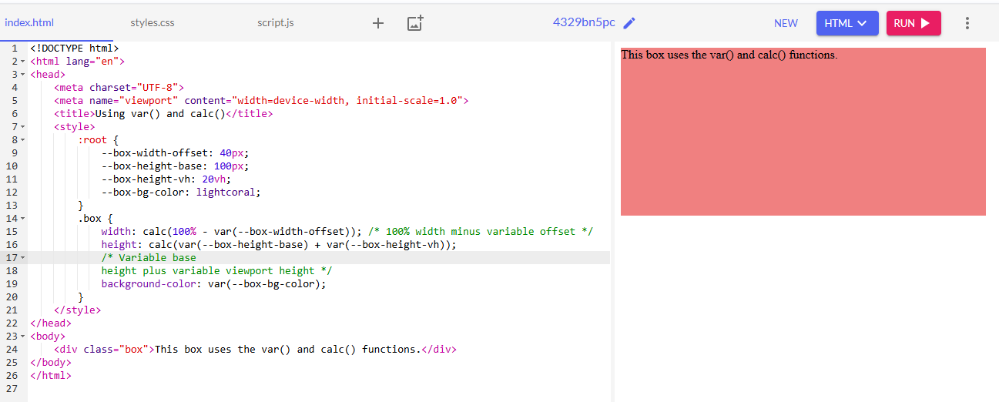 index.html styles.css script.js 4329bn5pc NEW HTML RUN
1 <!DOCTYPE html>
2 <html lang="en">
3 <head>
4     <meta charset="UTF-8">
5     <meta name="viewport" content="width=device-width, initial-scale=1.0">
6     <title>Using var() and calc()</title>
7     <style>
8         :root {
9             --box-width-offset: 40px;
10             --box-height-base: 100px;
11             --box-height-vh: 20vh;
12             --box-bg-color: lightcoral;
13         }
14         .box {
15             width: calc(100% - var(--box-width-offset)); /* 100% width minus variable offset */
16             height: calc(var(--box-height-base) + var(--box-height-vh));
17             /* Variable base
18             height plus variable viewport height */
19             background-color: var(--box-bg-color);
20         }
21     </style>
22 </head>
23 <body>
24     <div class="box">This box uses the var() and calc() functions.</div>
25 </body>
26 </html>
27
This box uses the var() and calc() functions.